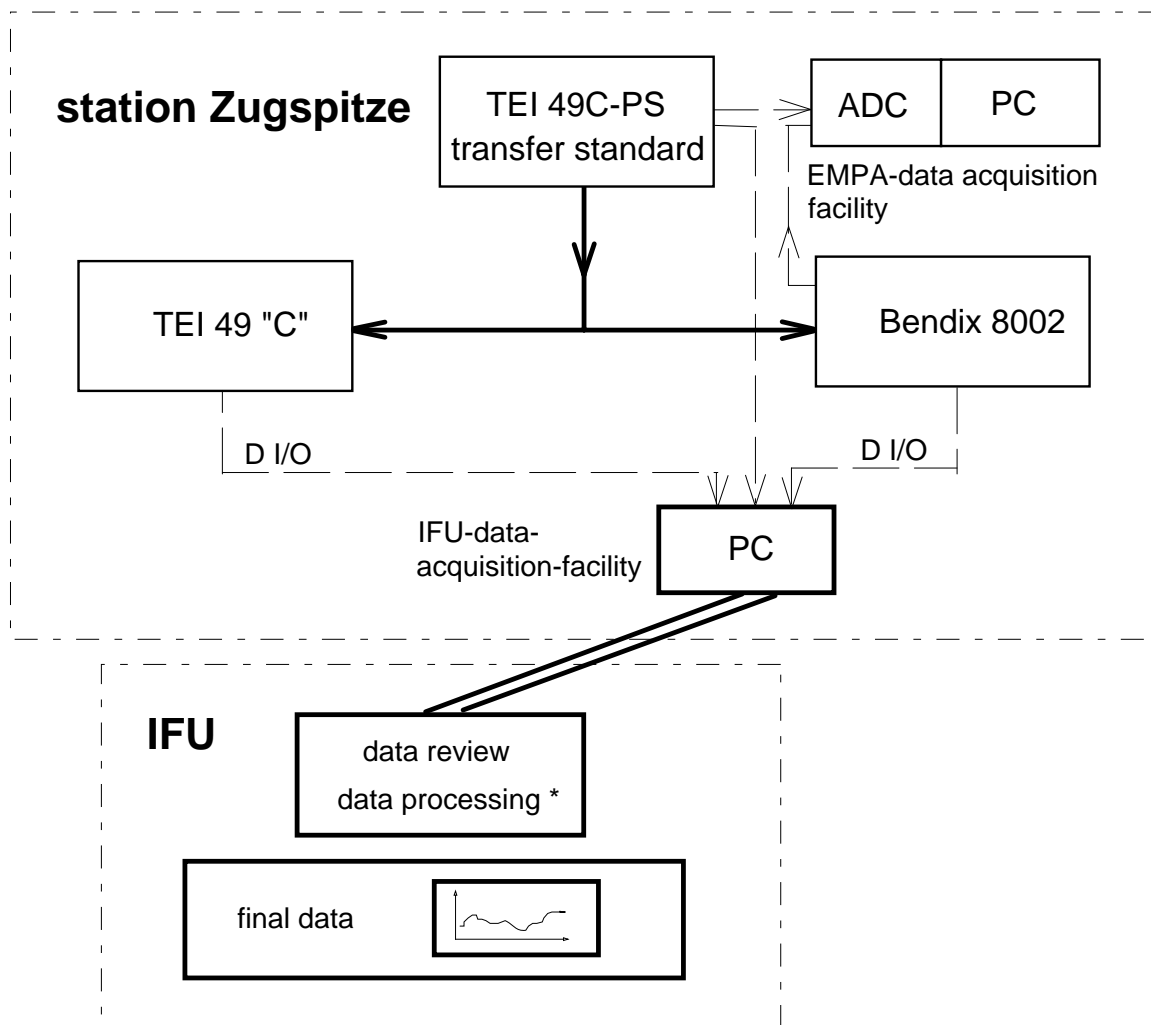 station Zugspitze
TEI 49C-PS
transfer standard
ADC
PC
EMPA-data acquisition
facility
TEI 49 "C"
Bendix 8002
D I/O
D I/O
IFU-data-
acquisition-facility
PC
IFU
data review
data processing *
final data